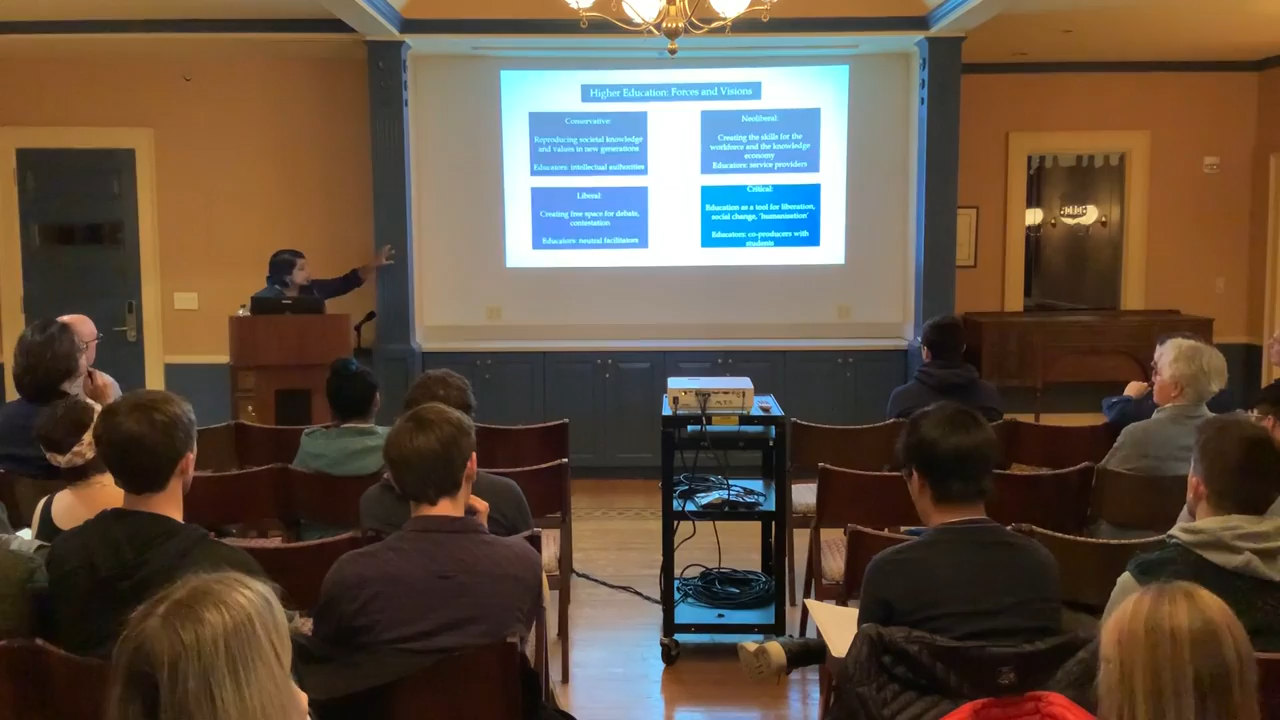 Higher Education: Forces and Visions
Conservative:
Reproducing societal knowledge
and values in new generations
Educators: intellectual authorities
Neoliberal:
Creating the skills for the
workforce and the knowledge
economy
Educators: service providers
Liberal:
Creating free space for debate,
contestation
Educators: neutral facilitators
Critical:
Education as a tool for liberation,
social change, 'humanisation'
Educators: co-producers with
students